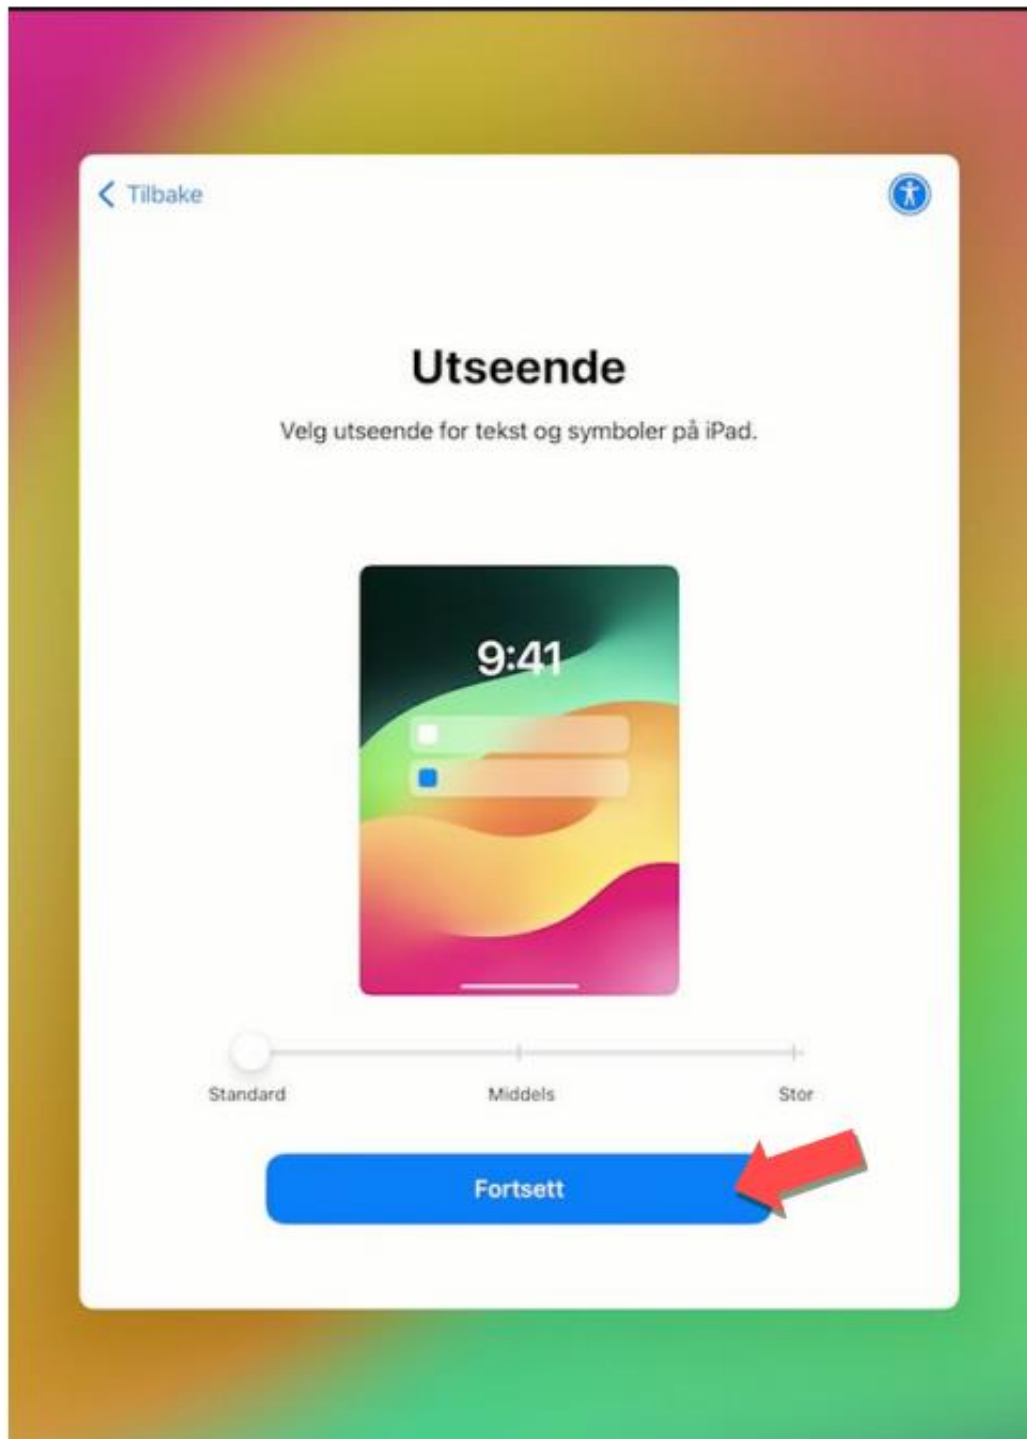 Tilbake
Utseende
Velg utseende for tekst og symboler på iPad.
9:41
Standard Middels Stor
Fortsett